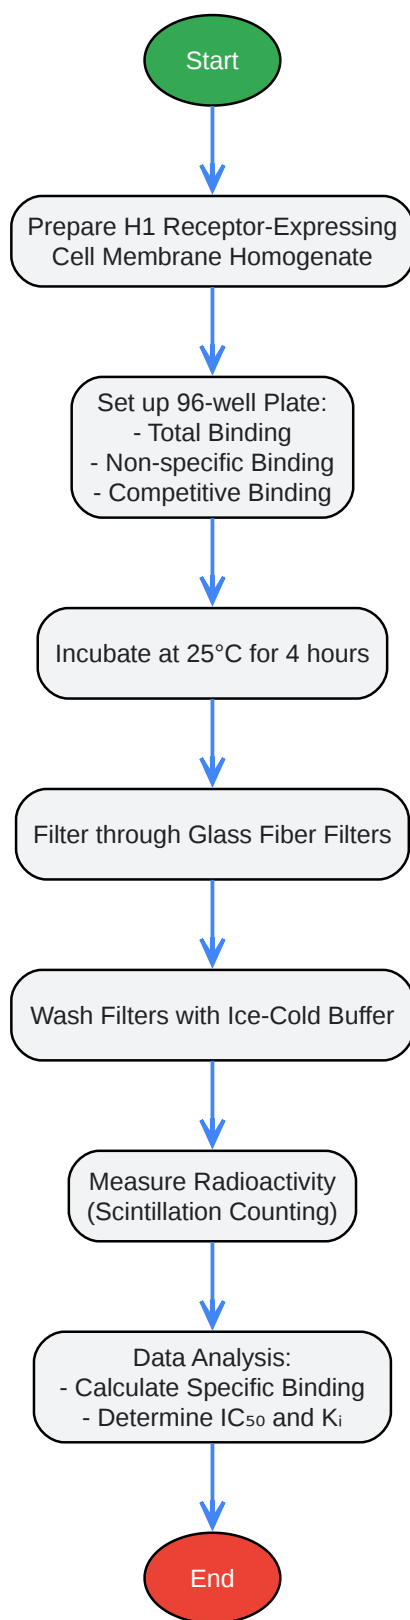 Start
Prepare H1 Receptor-Expressing
Cell Membrane Homogenate
Set up 96-well Plate:
- Total Binding
- Non-specific Binding
- Competitive Binding
Incubate at 25°C for 4 hours
Filter through Glass Fiber Filters
Wash Filters with Ice-Cold Buffer
Measure Radioactivity
(Scintillation Counting)
Data Analysis:
- Calculate Specific Binding
- Determine IC₅₀ and Kᵢ
End